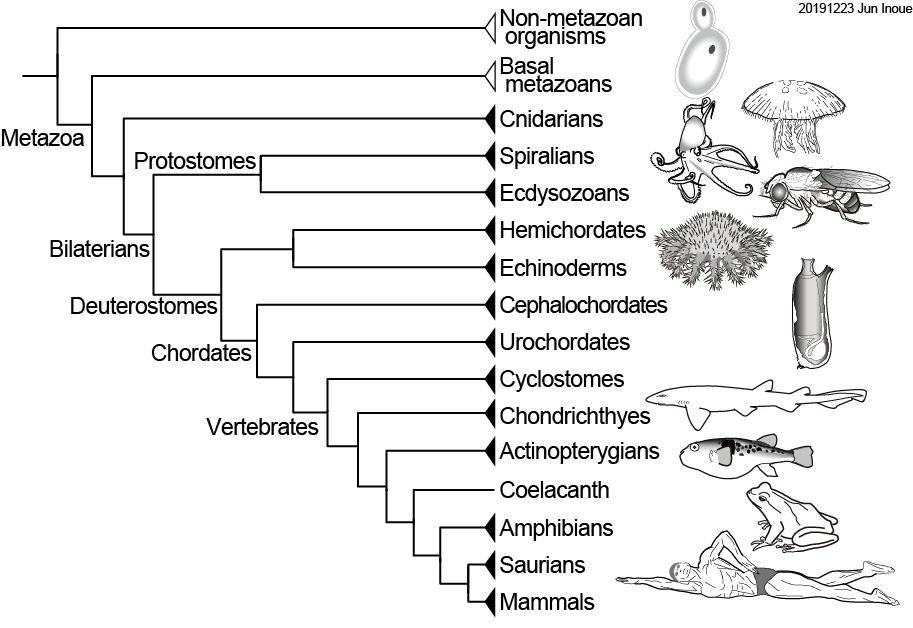 20191223 Jun Inoue
Non-metazoan
organisms
Basal
metazoans
Metazoa
Cnidarians
Protostomes
Spiralians
Ecdysozoans
Bilaterians
Hemichordates
Echinoderms
Deuterostomes
Cephalochordates
Chordates
Urochordates
Cyclostomes
Vertebrates
Chondrichthyes
Actinopterygians
Coelacanth
Amphibians
Saurians
Mammals